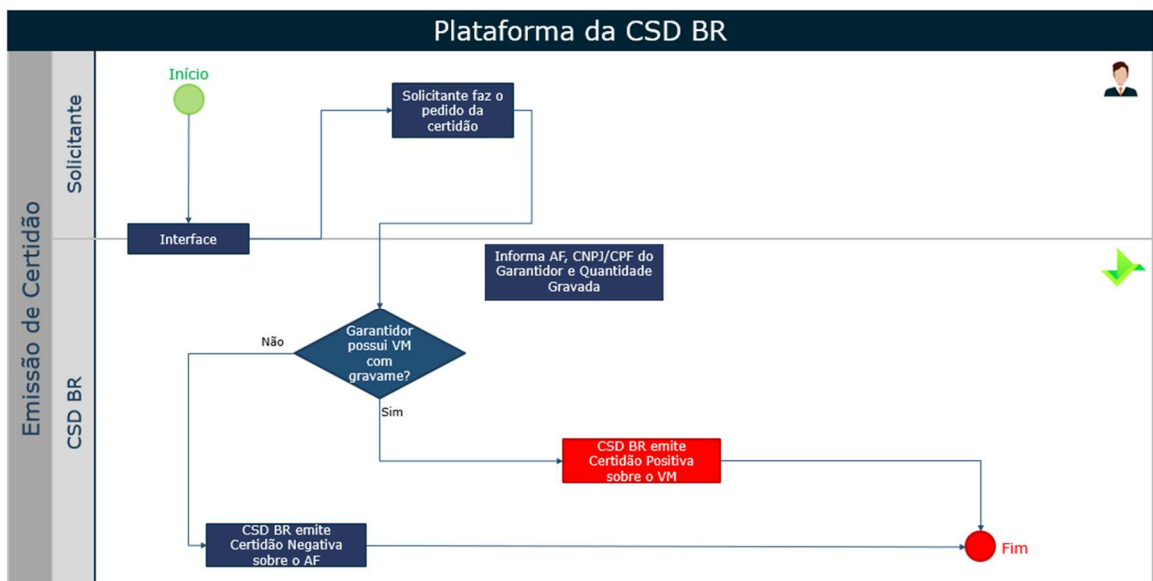 Plataforma da CSD BR
Emissão de Certidão
Solicitante
Início
Solicitante faz o
pedido da
certidão
Interface
CSD BR
Informa AF, CNPJ/CPF do
Garantidor e Quantidade
Gravada
Garantidor
possui VM
com
gravame?
Não
Sim
CSD BR emite
Certidão Positiva
sobre o VM
CSD BR emite
Certidão Negativa
sobre o AF
Fim